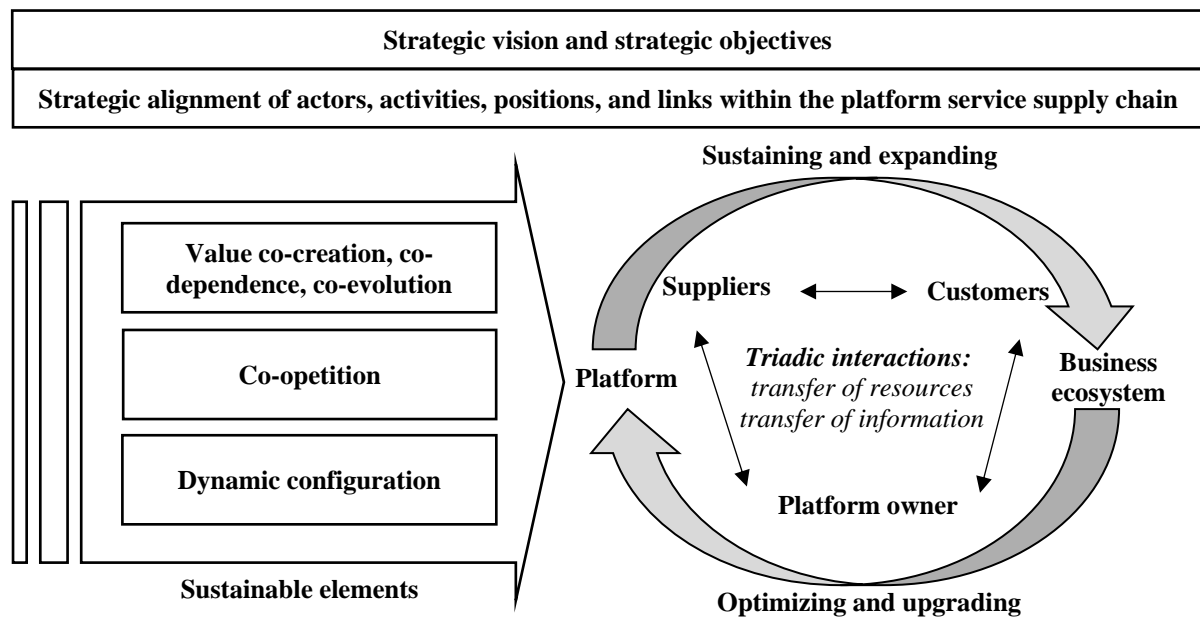 Strategic vision and strategic objectives
Strategic alignment of actors, activities, positions, and links within the platform service supply chain
Value co-creation, co-
dependence, co-evolution
Co-opetition
Dynamic configuration
Sustainable elements
Sustaining and expanding
Suppliers
Customers
Triadic interactions:
transfer of resources
transfer of information
Platform
Business
ecosystem
Platform owner
Optimizing and upgrading